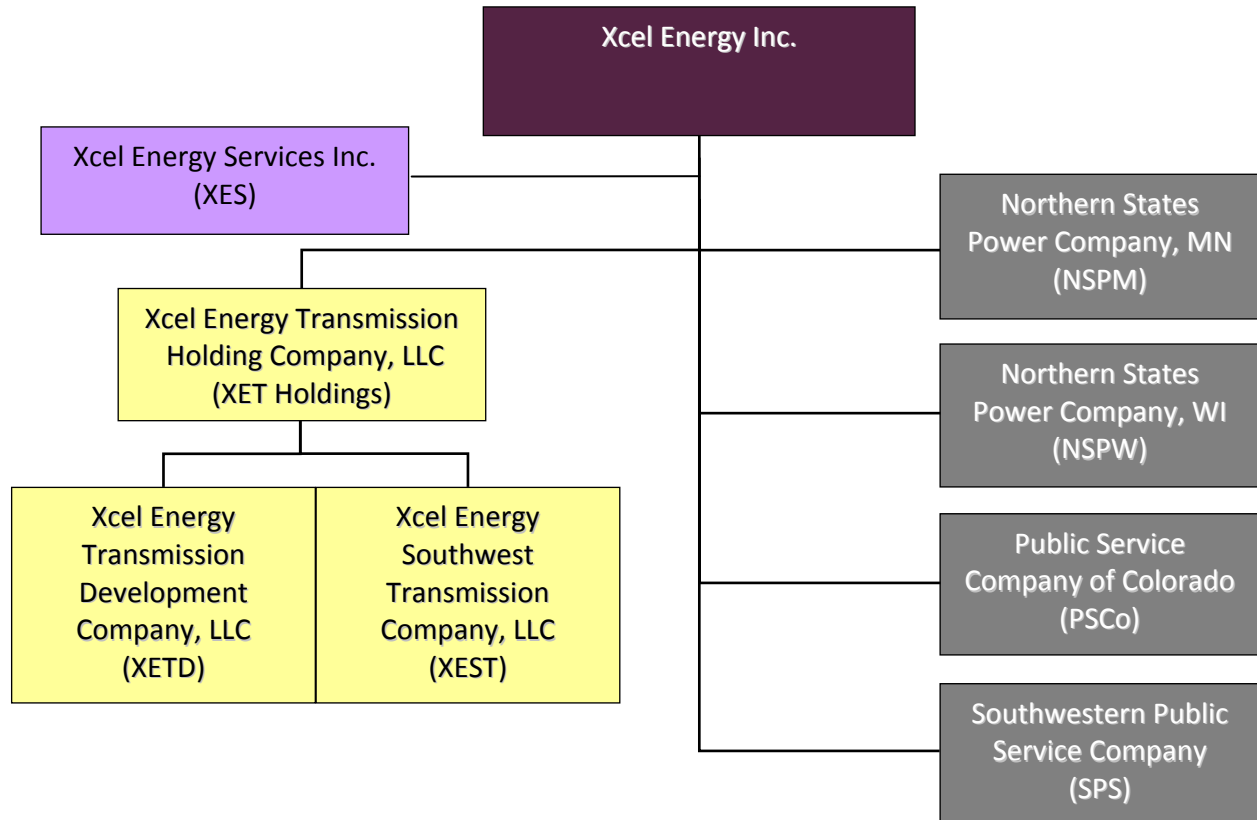 Xcel Energy Inc.
Xcel Energy Services Inc.
(XES)
Northern States
Power Company, MN
(NSPM)
Xcel Energy Transmission
Holding Company, LLC
(XET Holdings)
Northern States
Power Company, WI
(NSPW)
Xcel Energy
Transmission
Development
Company, LLC
(XETD)
Xcel Energy
Southwest
Transmission
Company, LLC
(XEST)
Public Service
Company of Colorado
(PSCo)
Southwestern Public
Service Company
(SPS)